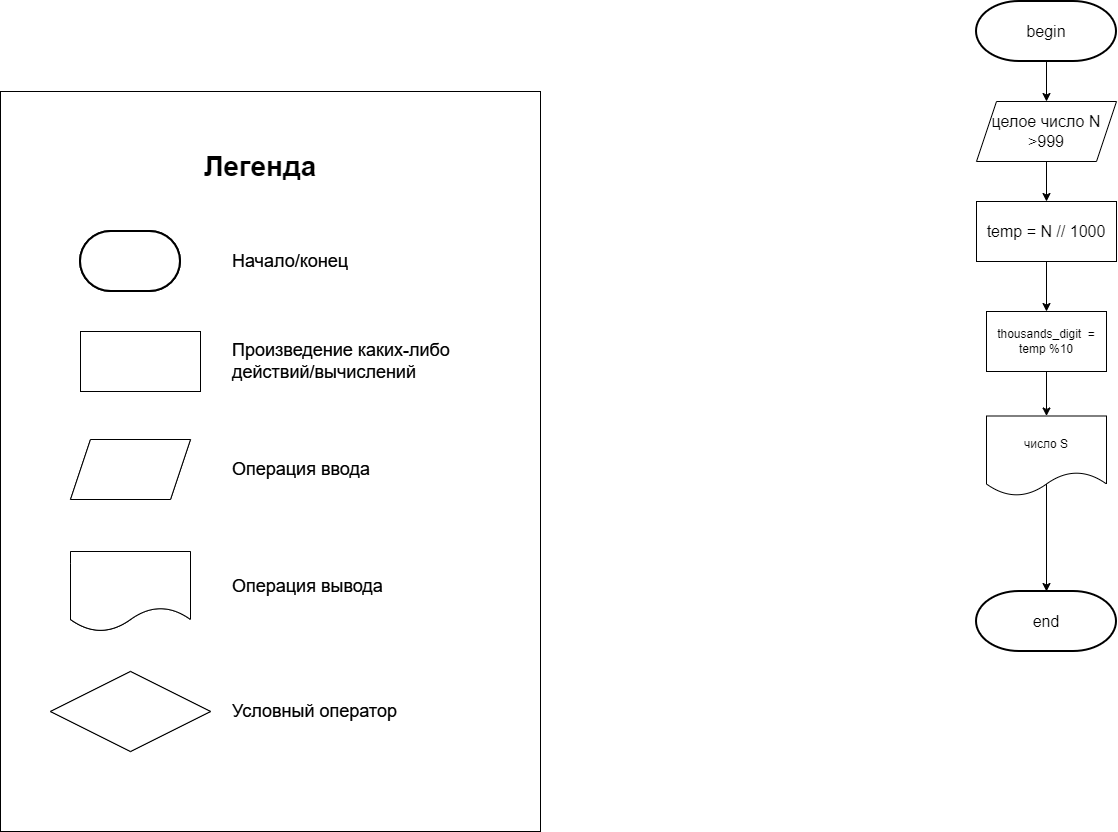 Легенда
Начало/конец
Произведение каких-либо
действий/вычислений
Операция ввода
Операция вывода
Условный оператор
begin
целое число N
>999
temp = N // 1000
thousands_digit =
temp %10
число S
end